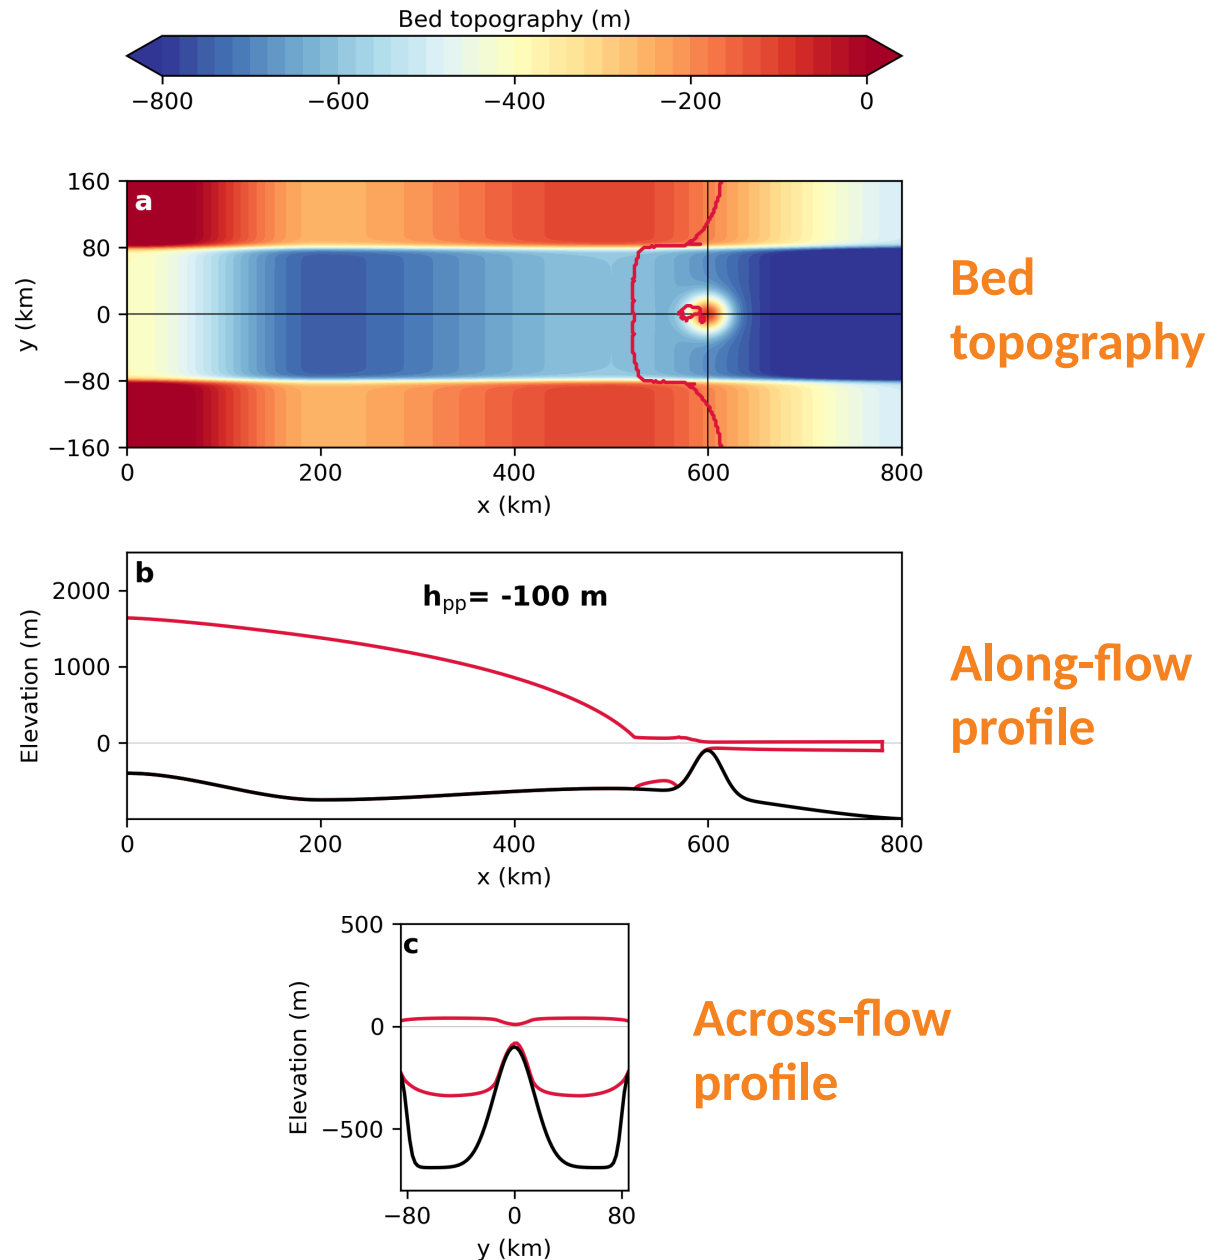 Bed topography (m)
−800 −600 −400 −200 0
a
160
80
0
−80
−160
y (km)
0 200 400 600 800
x (km)
Bed
topography
b
h_pp= -100 m
2000
1000
0
Elevation (m)
0 200 400 600 800
x (km)
Along-flow
profile
c
500
0
−500
Elevation (m)
−80 0 80
y (km)
Across-flow
profile